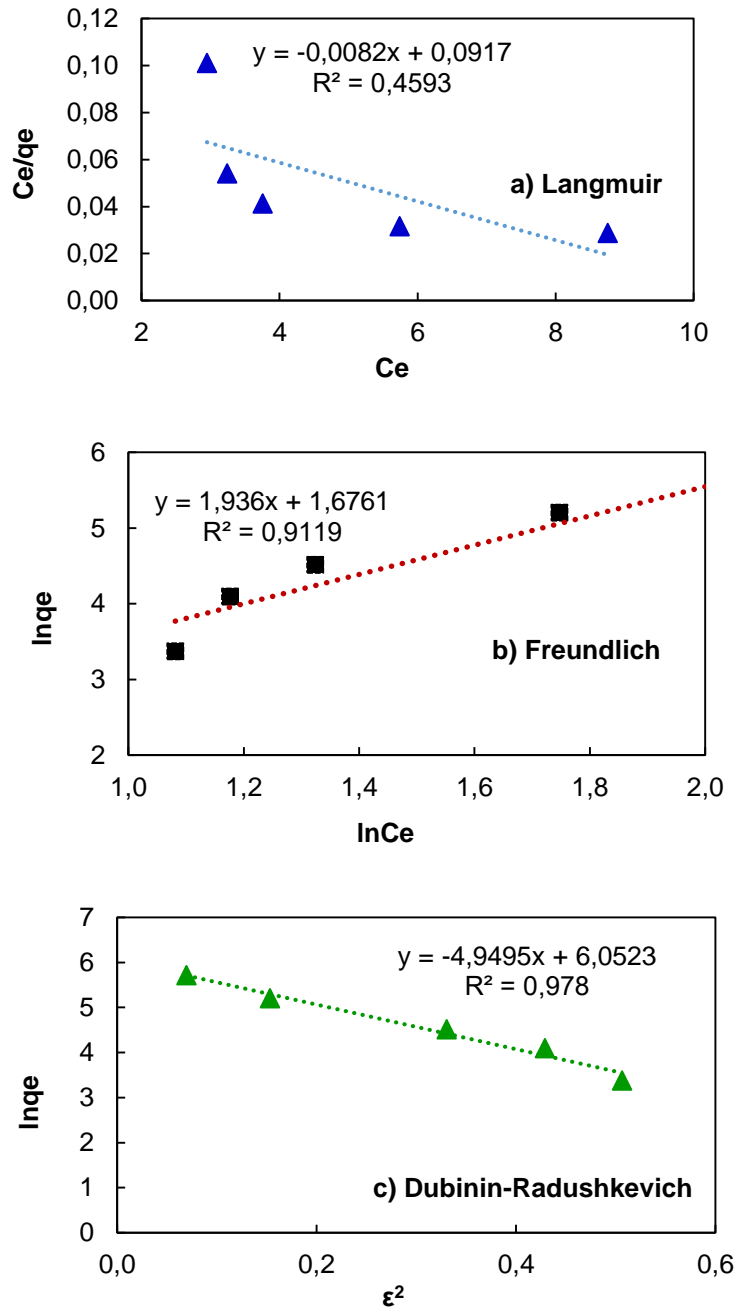 0,12
0,10
0,08
0,06
0,04
0,02
0,00
Ce/qe
y = -0,0082x + 0,0917
R² = 0,4593
a) Langmuir
2 4 6 8 10
Ce
6
5
4
3
2
lnqe
y = 1,936x + 1,6761
R² = 0,9119
b) Freundlich
1,0 1,2 1,4 1,6 1,8 2,0
lnCe
7
6
5
4
3
2
1
0
lnqe
y = -4,9495x + 6,0523
R² = 0,978
c) Dubinin-Radushkevich
0,0 0,2 0,4 0,6
ε²